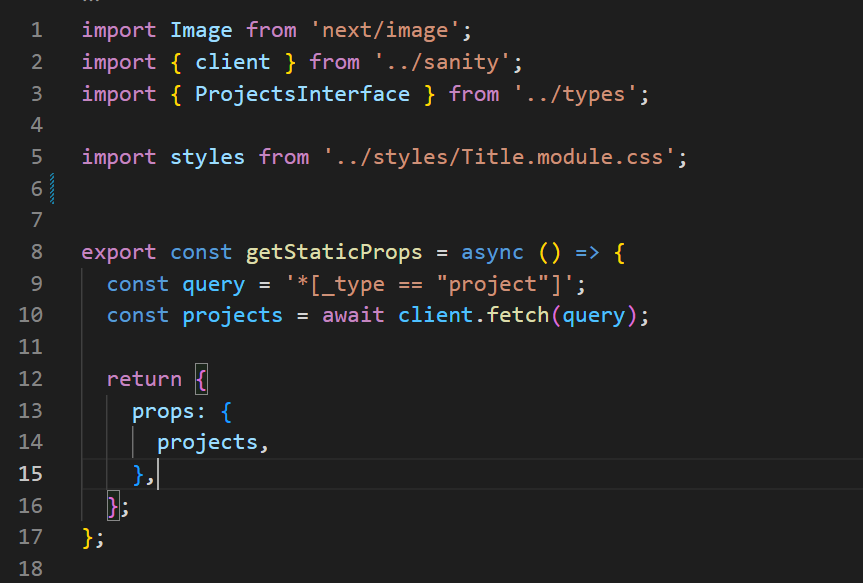 1 import Image from 'next/image';
2 import { client } from '../sanity';
3 import { ProjectsInterface } from '../types';
4
5 import styles from '../styles/Title.module.css';
6
7
8 export const getStaticProps = async () => {
9   const query = '*[_type == "project"]';
10   const projects = await client.fetch(query);
11
12   return {
13     props: {
14       projects,
15     },
16   };
17 };
18